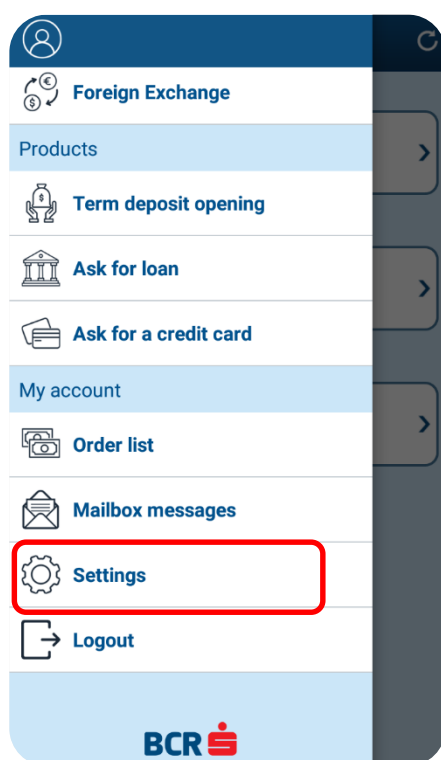 Foreign Exchange
Products
Term deposit opening
Ask for loan
Ask for a credit card
My account
Order list
Mailbox messages
Settings
Logout
BCR